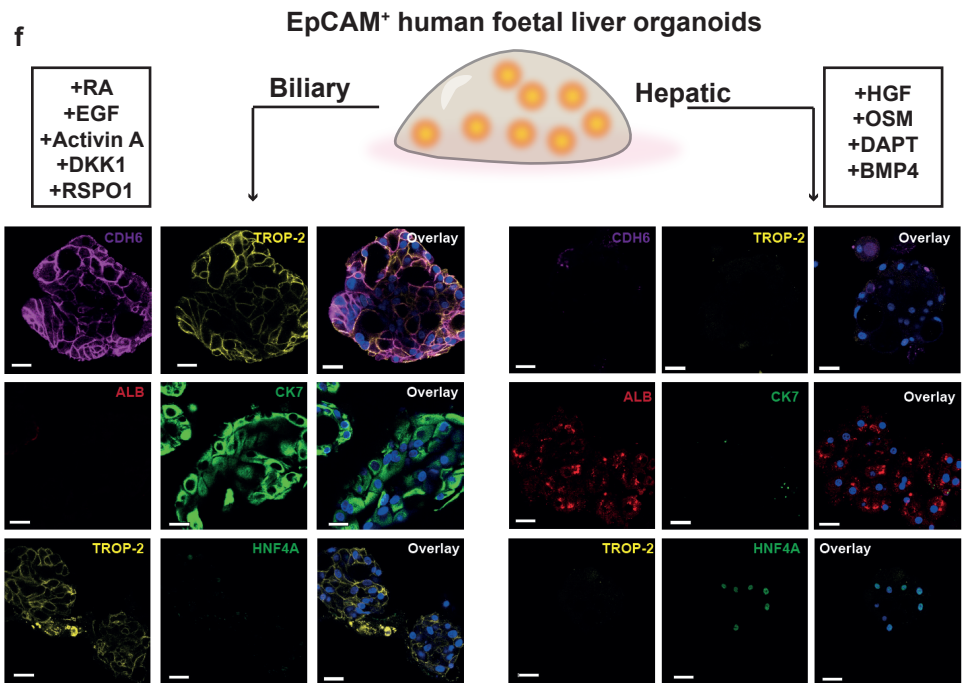 f
EpCAM⁺ human foetal liver organoids
+RA
+EGF
+Activin A
+DKK1
+RSPO1
Biliary
Hepatic
+HGF
+OSM
+DAPT
+BMP4
CDH6 TROP-2 Overlay CDH6 TROP-2 Overlay
ALB CK7 Overlay ALB CK7 Overlay
TROP-2 HNF4A Overlay TROP-2 HNF4A Overlay